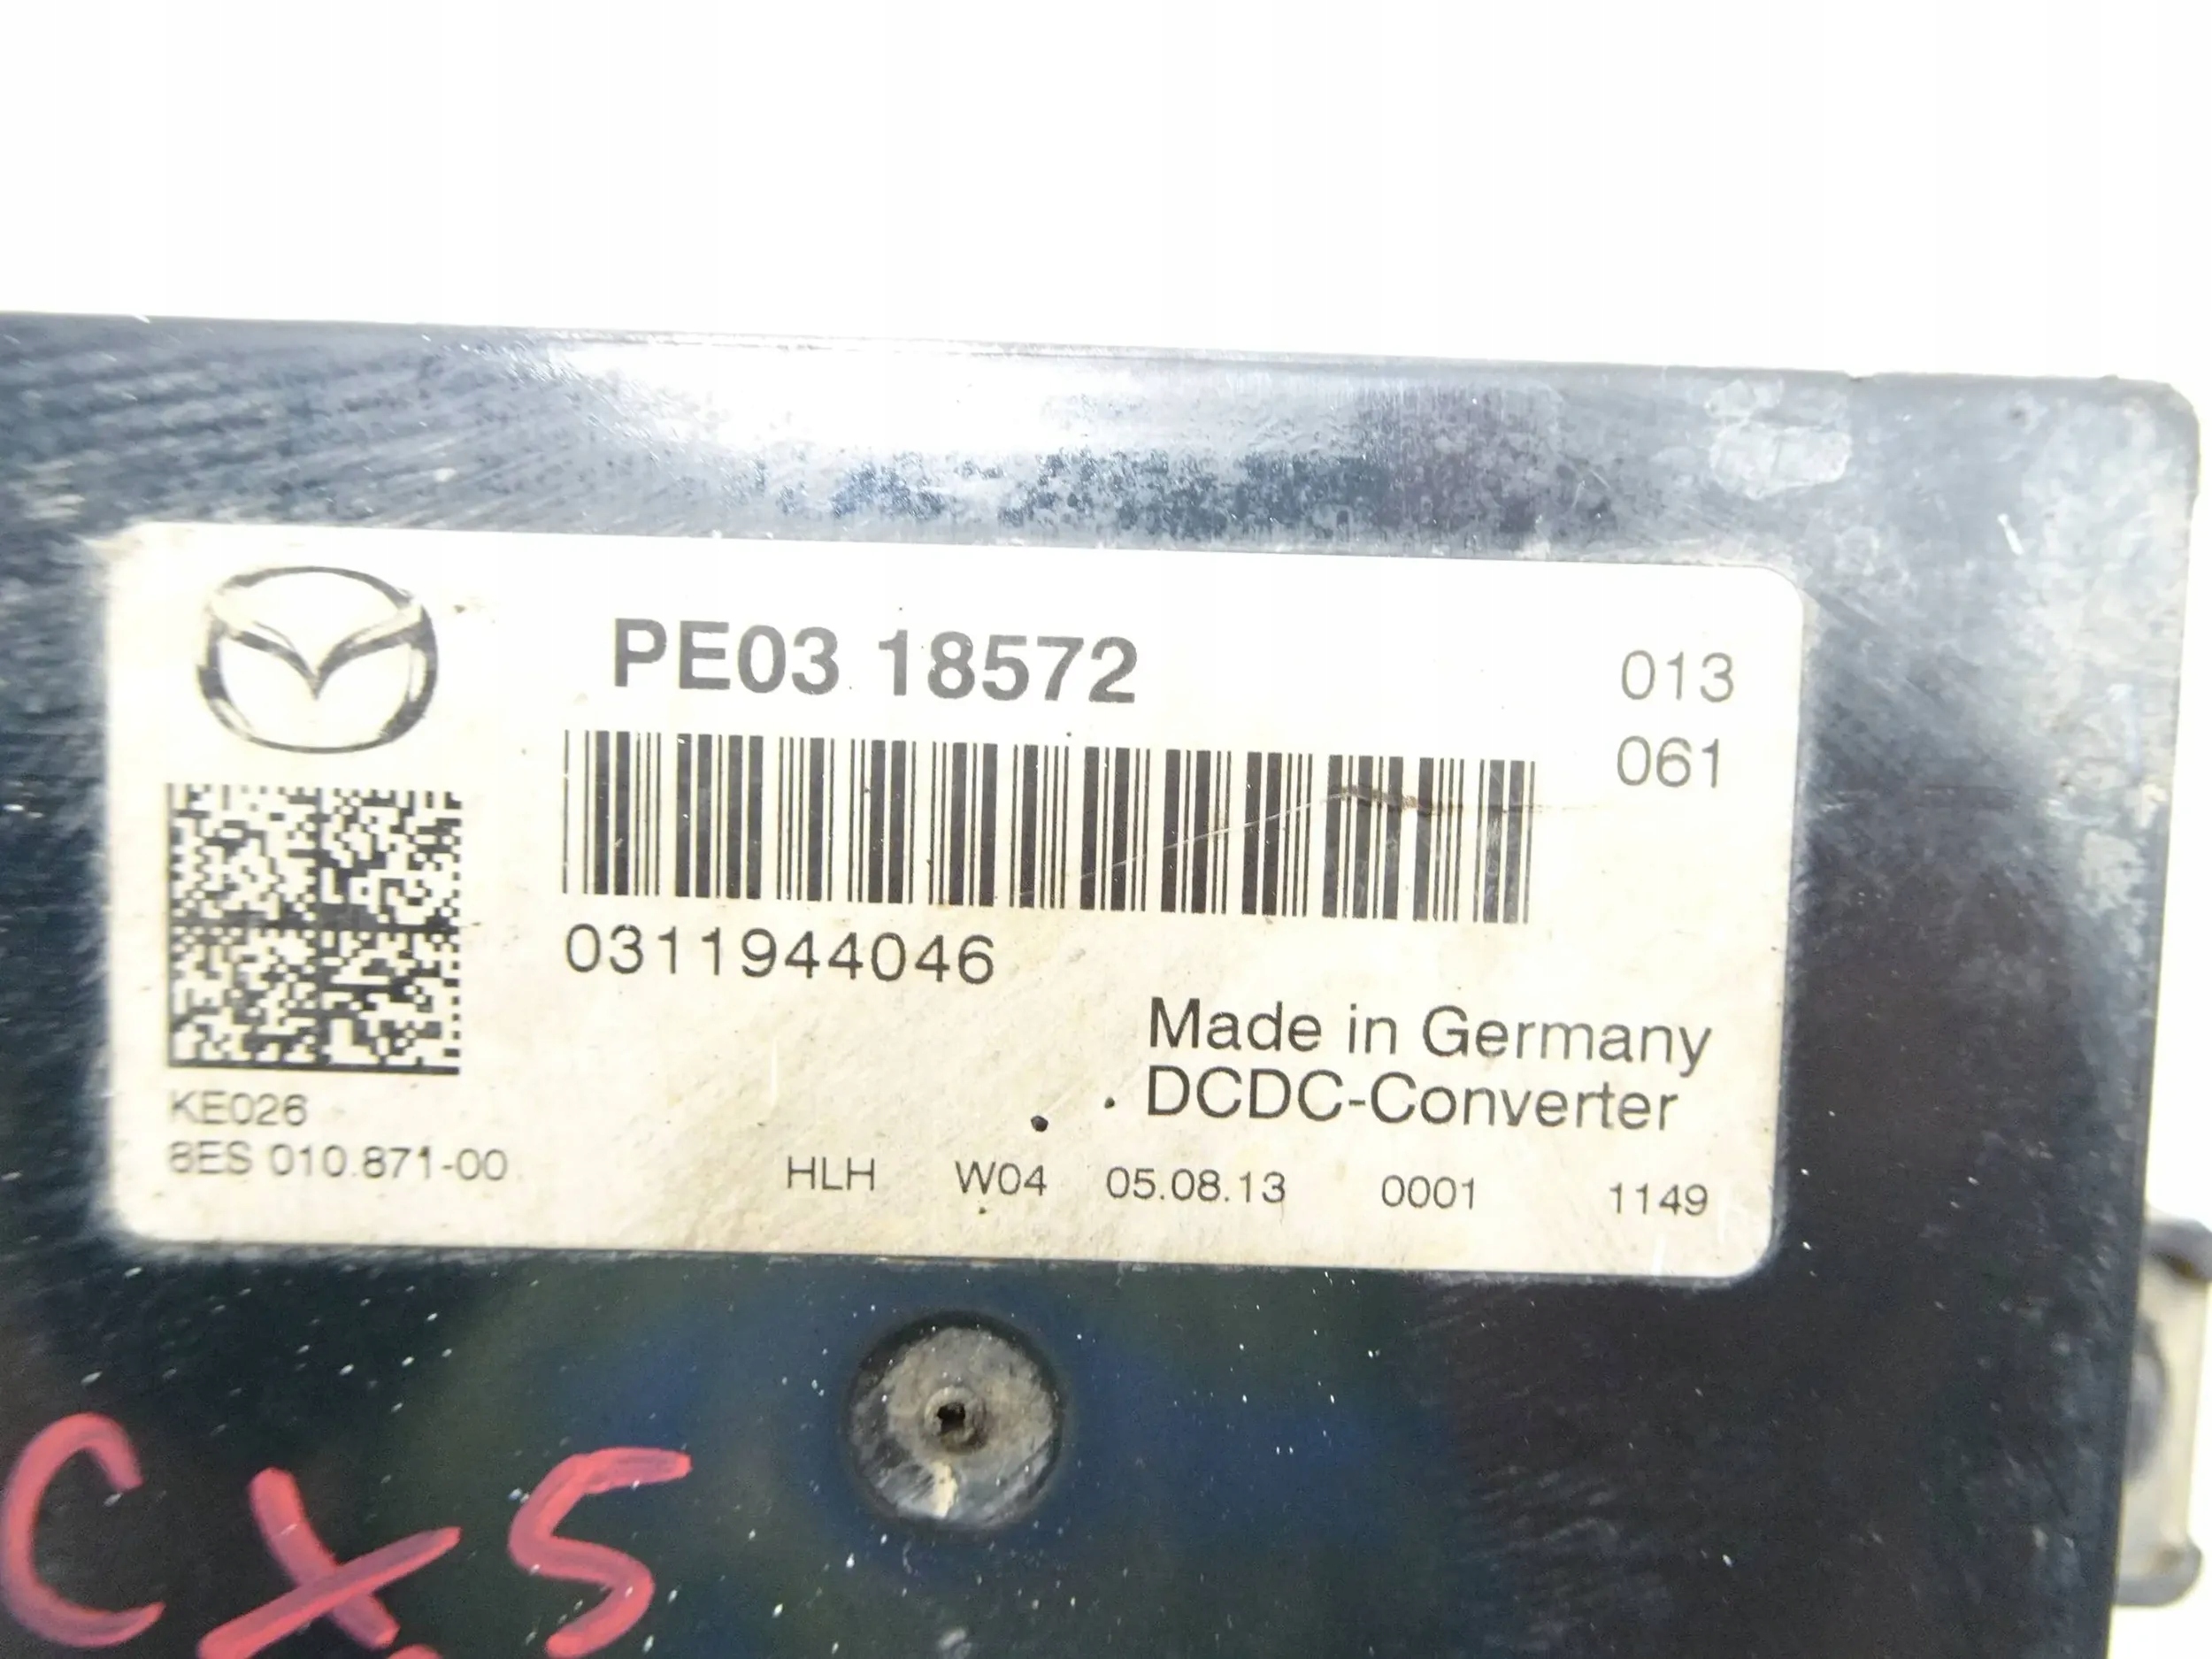 PE03 18572
013
061
0311944046
Made in Germany
DCDC-Converter
KE026
8ES 010.871-00
HLH W04 05.08.13 0001 1149
CX5